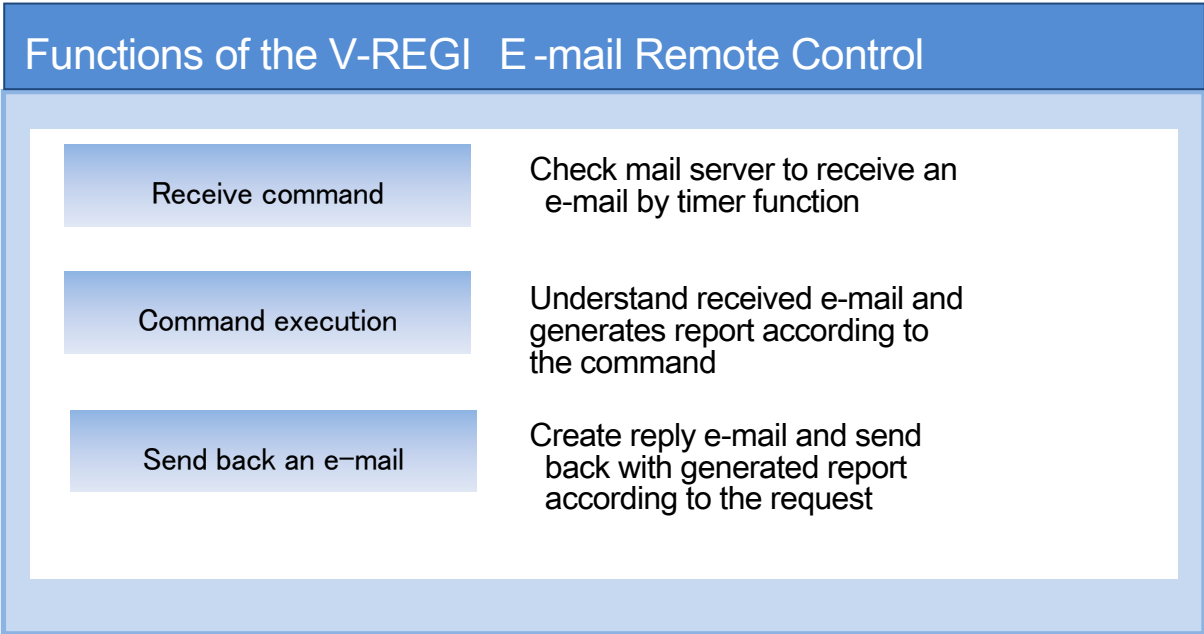 Functions of the V-REGI E-mail Remote Control
Receive command
Check mail server to receive an
e-mail by timer function
Command execution
Understand received e-mail and
generates report according to
the command
Send back an e-mail
Create reply e-mail and send
back with generated report
according to the request